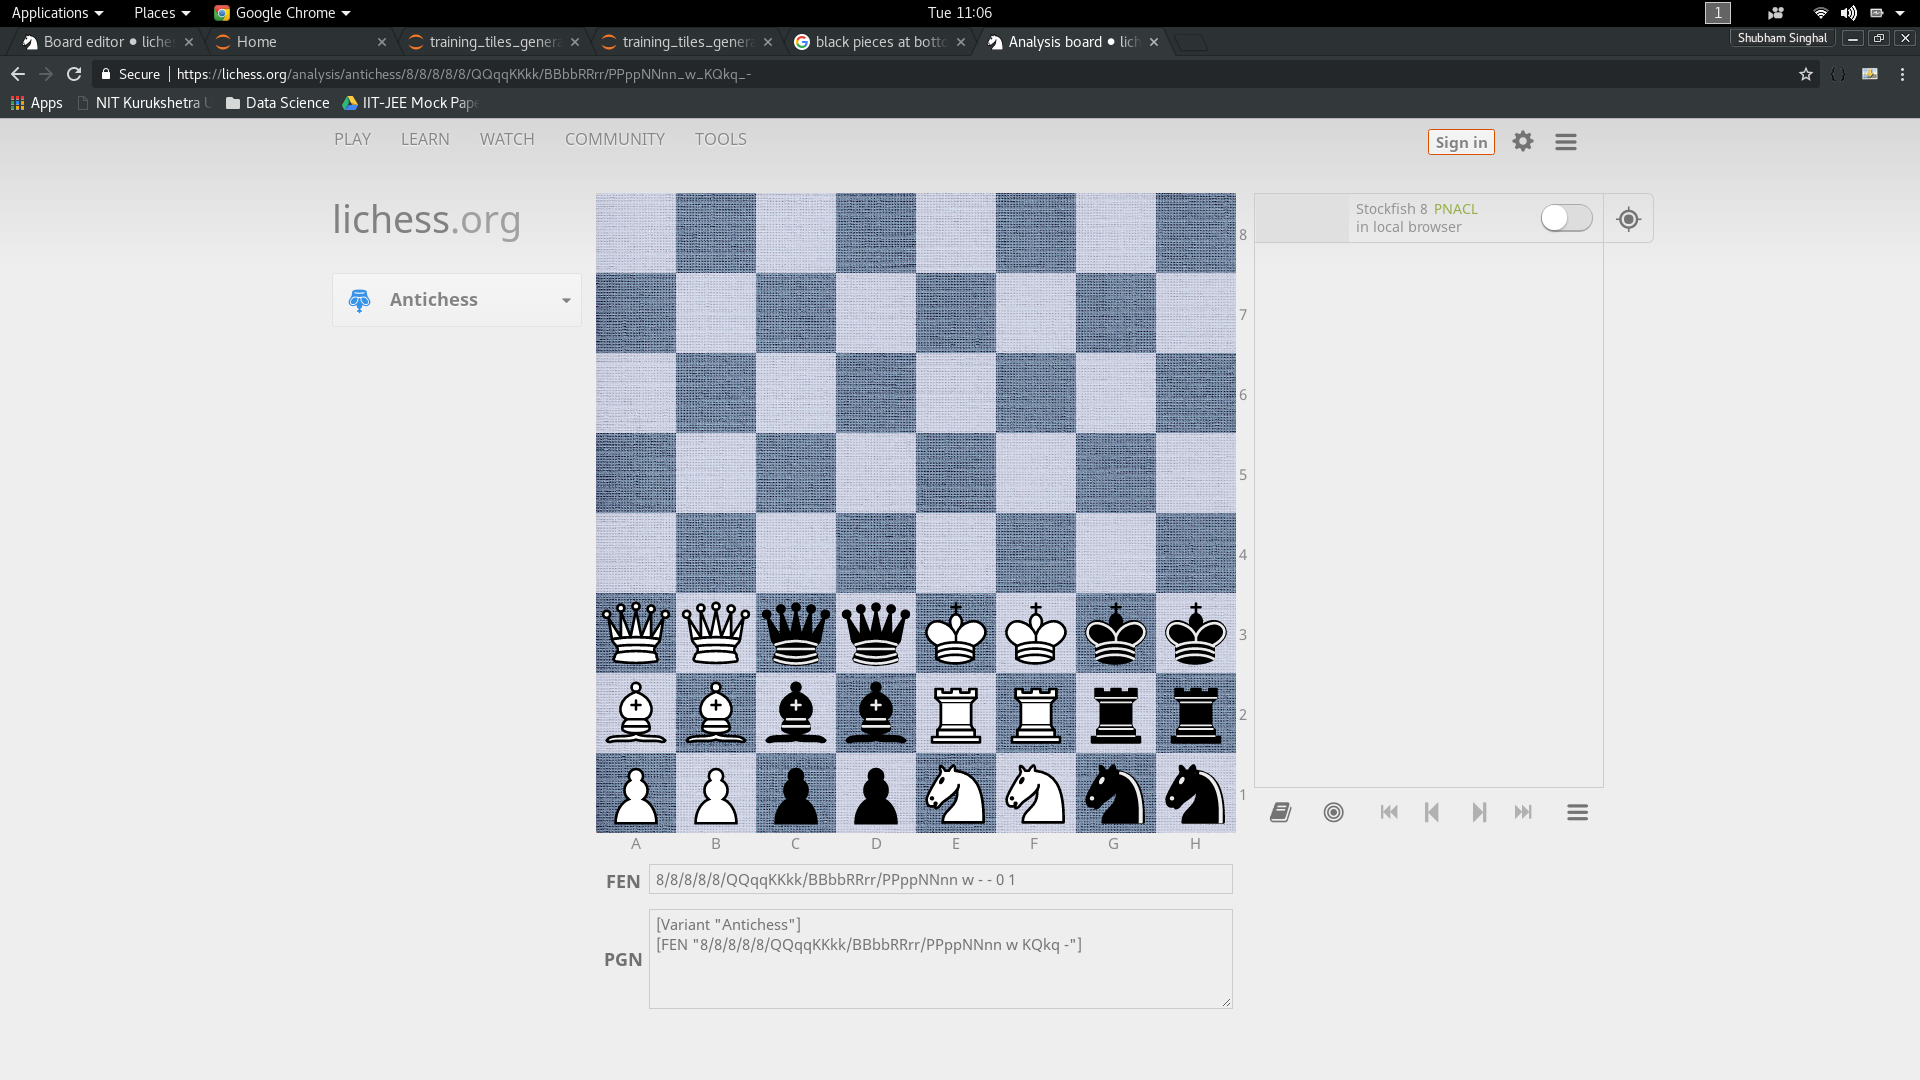 Applications Places Google Chrome Tue 11:06 1
Board editor • liches Home training_tiles_genera training_tiles_genera black pieces at botto Analysis board • lich Shubham Singhal
Secure https://lichess.org/analysis/antichess/8/8/8/8/8/QQqqKKkk/BBbbRRrr/PPppNNnn_w_KQkq_-
Apps NIT Kurukshetra U Data Science IIT-JEE Mock Pape
PLAY LEARN WATCH COMMUNITY TOOLS Sign in
lichess.org
Antichess
Stockfish 8 PNACL
in local browser
8
7
6
5
4
3
2
1
A B C D E F G H
FEN 8/8/8/8/8/QQqqKKkk/BBbbRRrr/PPppNNnn w - - 0 1
PGN
[Variant "Antichess"]
[FEN "8/8/8/8/8/QQqqKKkk/BBbbRRrr/PPppNNnn w KQkq -"]